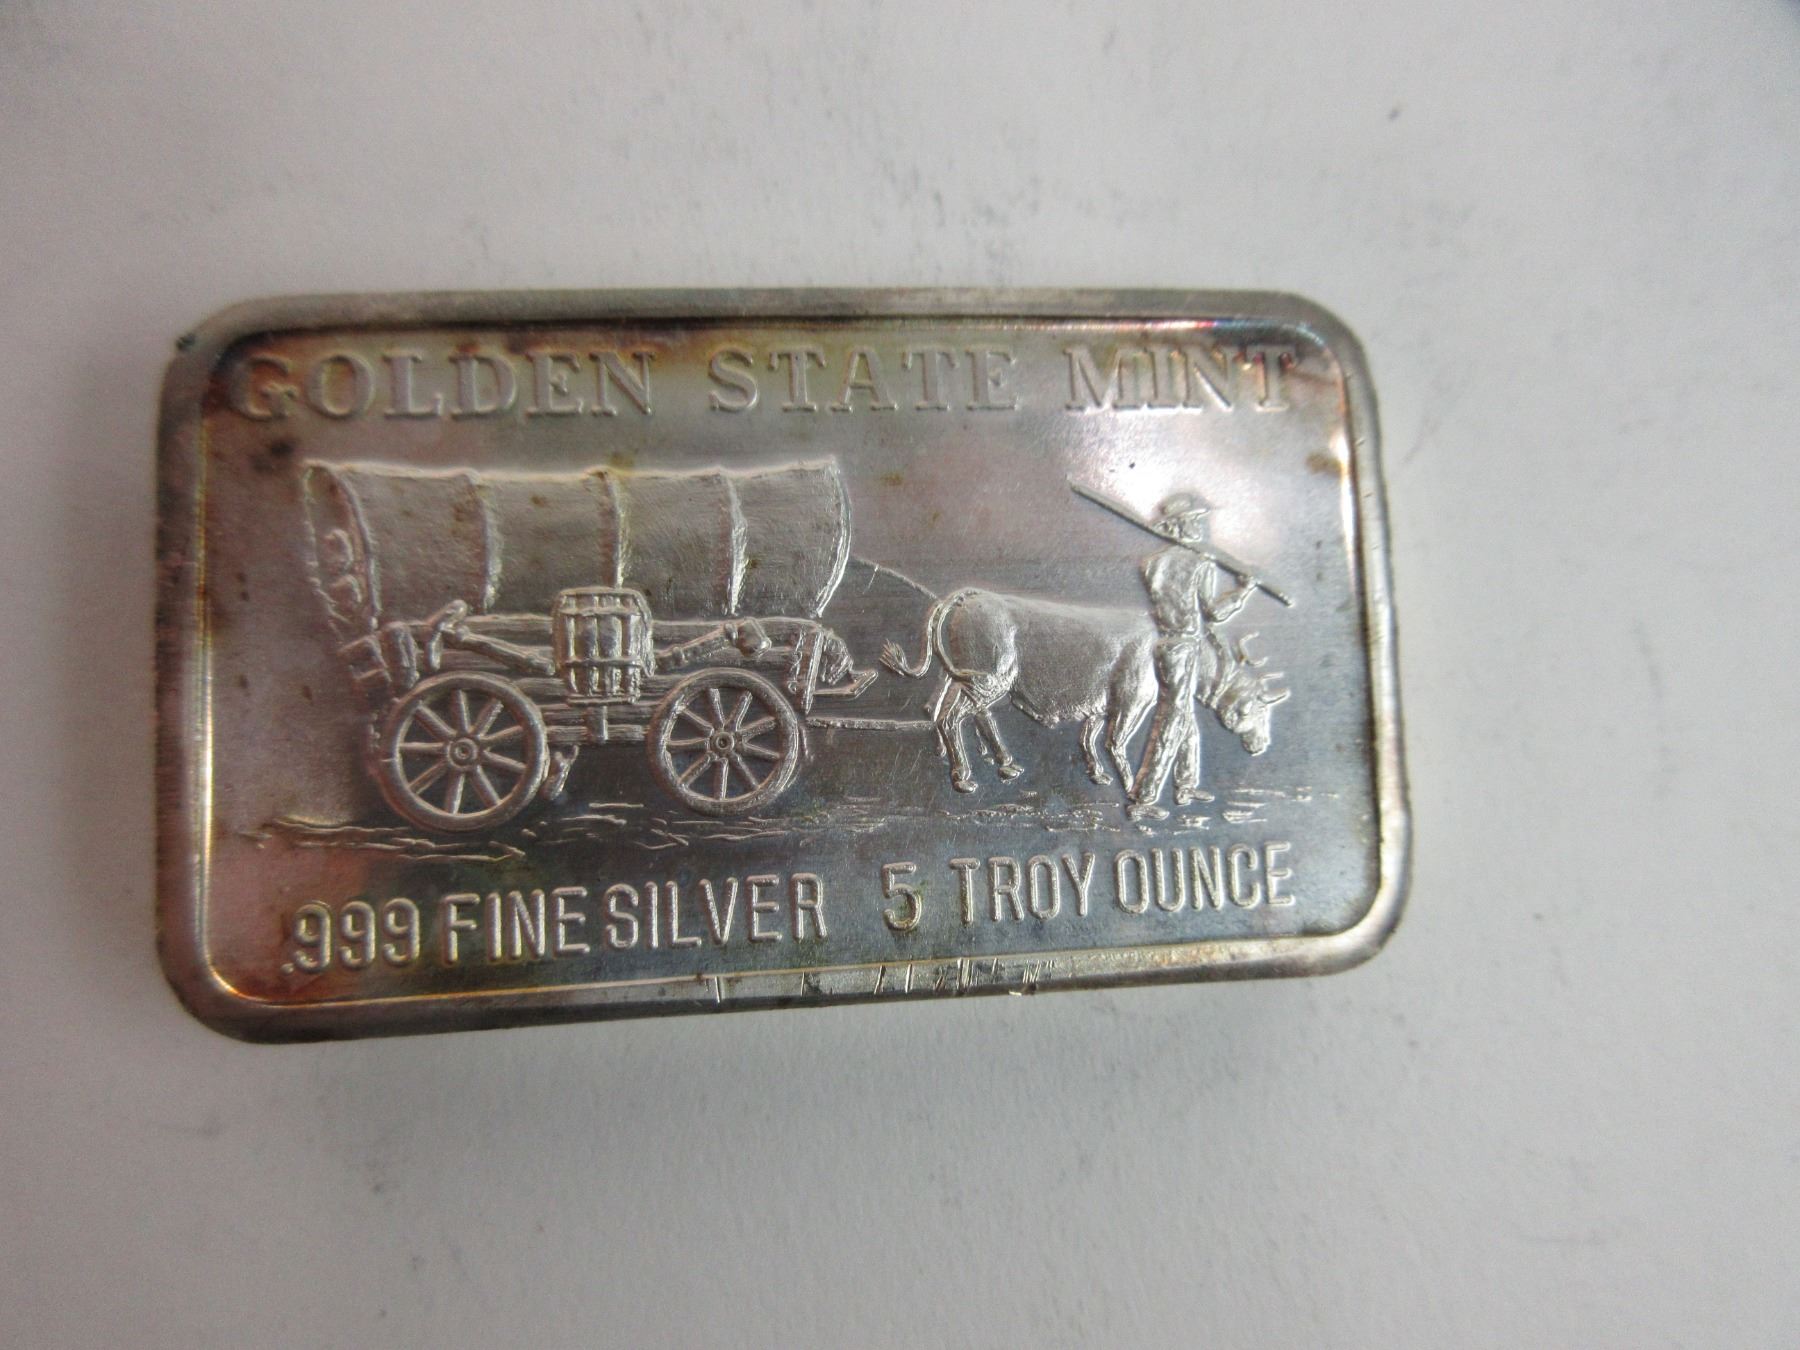 GOLDEN STATE MINT
.999 FINE SILVER 5 TROY OUNCE